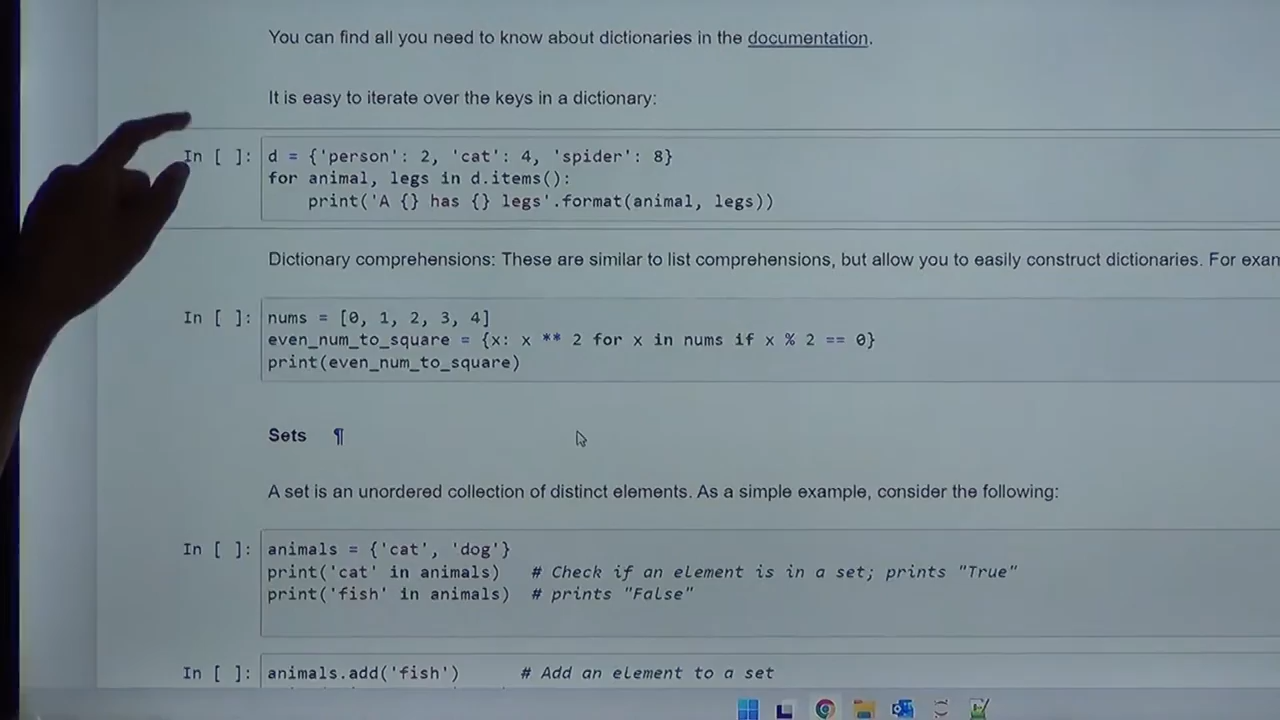 You can find all you need to know about dictionaries in the documentation.
It is easy to iterate over the keys in a dictionary:
In [ ]: d = {'person': 2, 'cat': 4, 'spider': 8}
for animal, legs in d.items():
    print('A {} has {} legs'.format(animal, legs))
Dictionary comprehensions: These are similar to list comprehensions, but allow you to easily construct dictionaries. For
In [ ]: nums = [0, 1, 2, 3, 4]
even_num_to_square = {x: x ** 2 for x in nums if x % 2 == 0}
print(even_num_to_square)
Sets ¶
A set is an unordered collection of distinct elements. As a simple example, consider the following:
In [ ]: animals = {'cat', 'dog'}
print('cat' in animals)   # Check if an element is in a set; prints "True"
print('fish' in animals)  # prints "False"
In [ ]: animals.add('fish')      # Add an element to a set